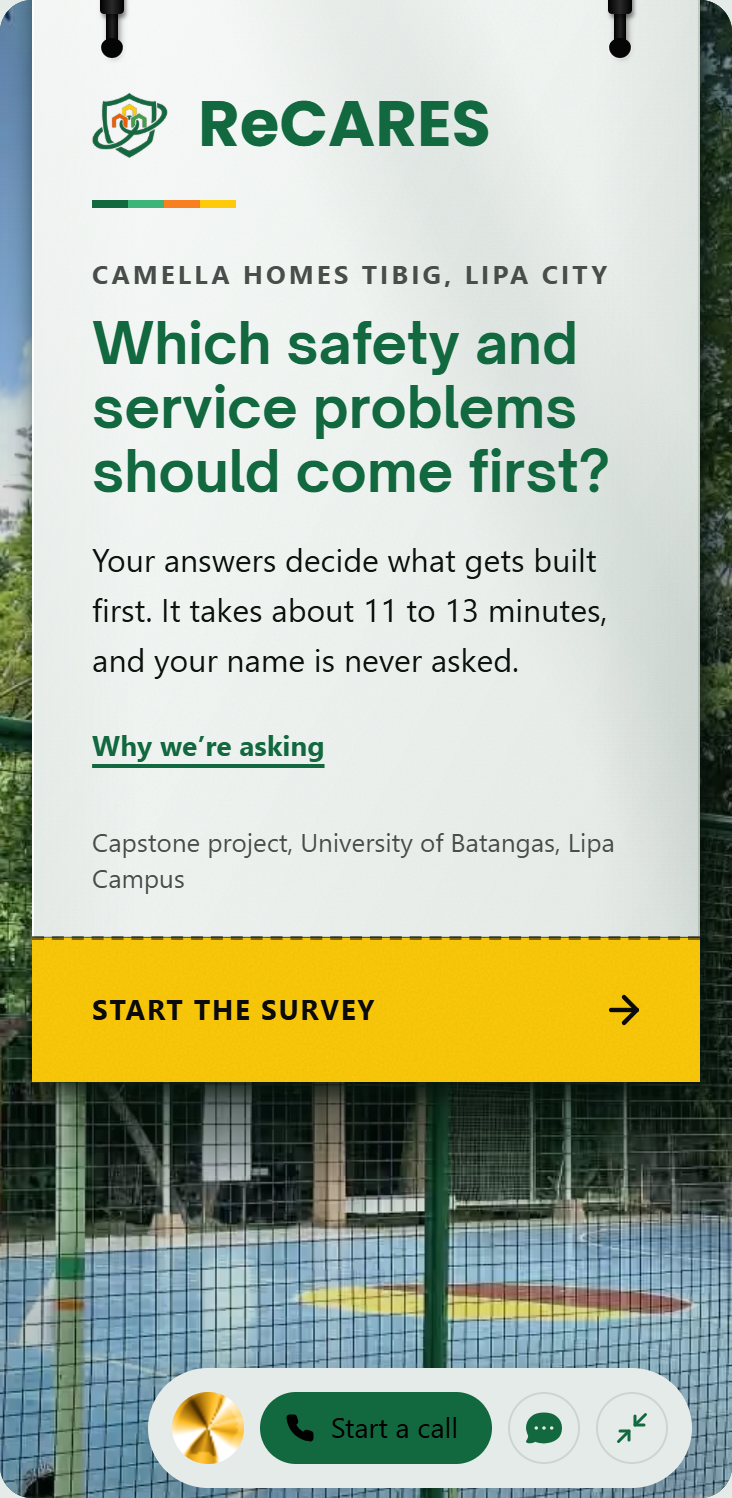 ReCARES
CAMELLA HOMES TIBIG, LIPA CITY
Which safety and
service problems
should come first?
Your answers decide what gets built
first. It takes about 11 to 13 minutes,
and your name is never asked.
Why we’re asking
Capstone project, University of Batangas, Lipa
Campus
START THE SURVEY
Start a call